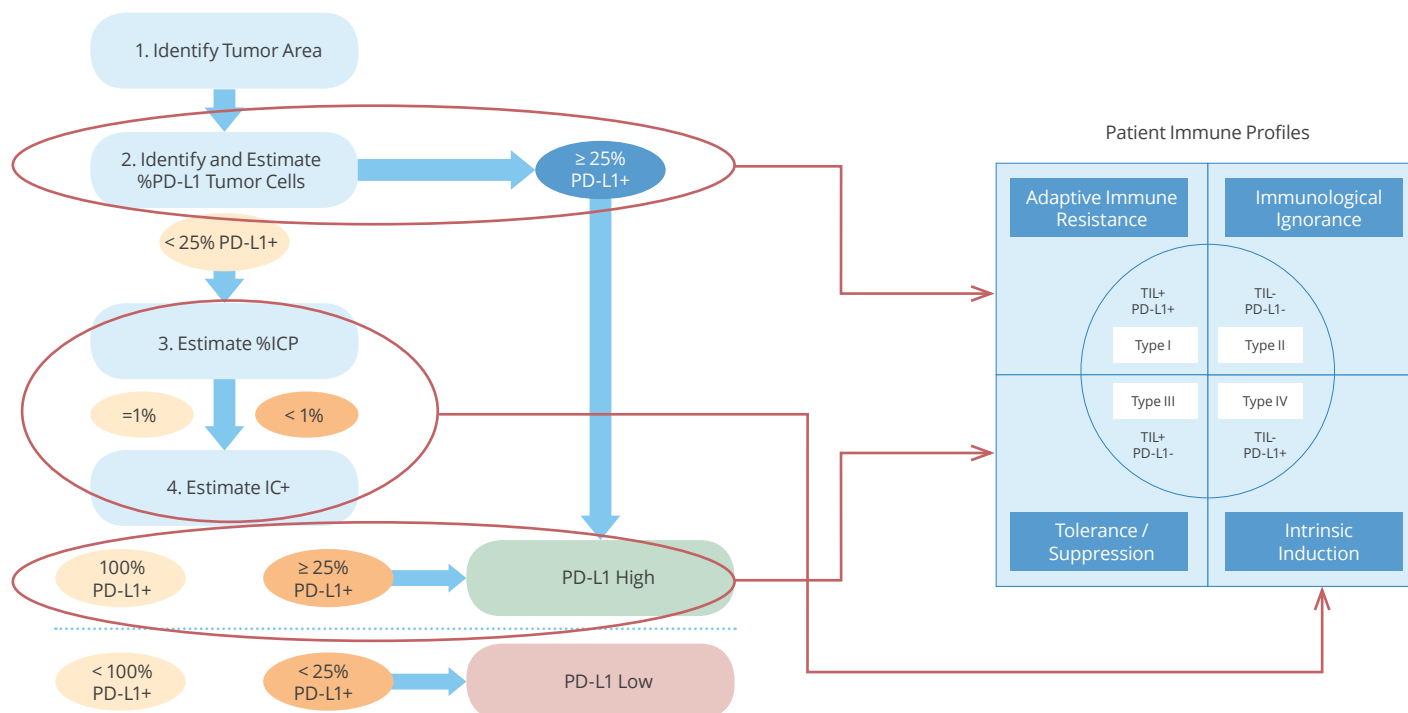 1. Identify Tumor Area
2. Identify and Estimate
%PD-L1 Tumor Cells
≥ 25%
PD-L1+
< 25% PD-L1+
3. Estimate %ICP
=1%
< 1%
4. Estimate IC+
100%
PD-L1+
≥ 25%
PD-L1+
PD-L1 High
< 100%
PD-L1+
< 25%
PD-L1+
PD-L1 Low
Patient Immune Profiles
Adaptive Immune
Resistance
Immunological
Ignorance
TIL+
PD-L1+
Type I
TIL-
PD-L1-
Type II
Type III
TIL+
PD-L1-
Type IV
TIL-
PD-L1+
Tolerance /
Suppression
Intrinsic
Induction